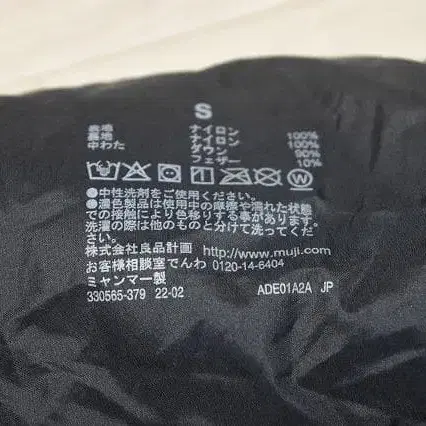 S
表地 ナイロン 100%
裏地 ナイロン 100%
中わた ダウン 90%
フェザー 10%
W
●中性洗剤をご使用ください。
●濃色製品は使用中の摩擦や濡れた状態
での接触により色移りする事があります。
洗濯の際は他のものと分けて洗ってくだ
さい。
株式会社良品計画 http://www.muji.com
お客様相談室でんわ 0120-14-6404
ミャンマー製
330565-379 22-02 ADE01A2A JP